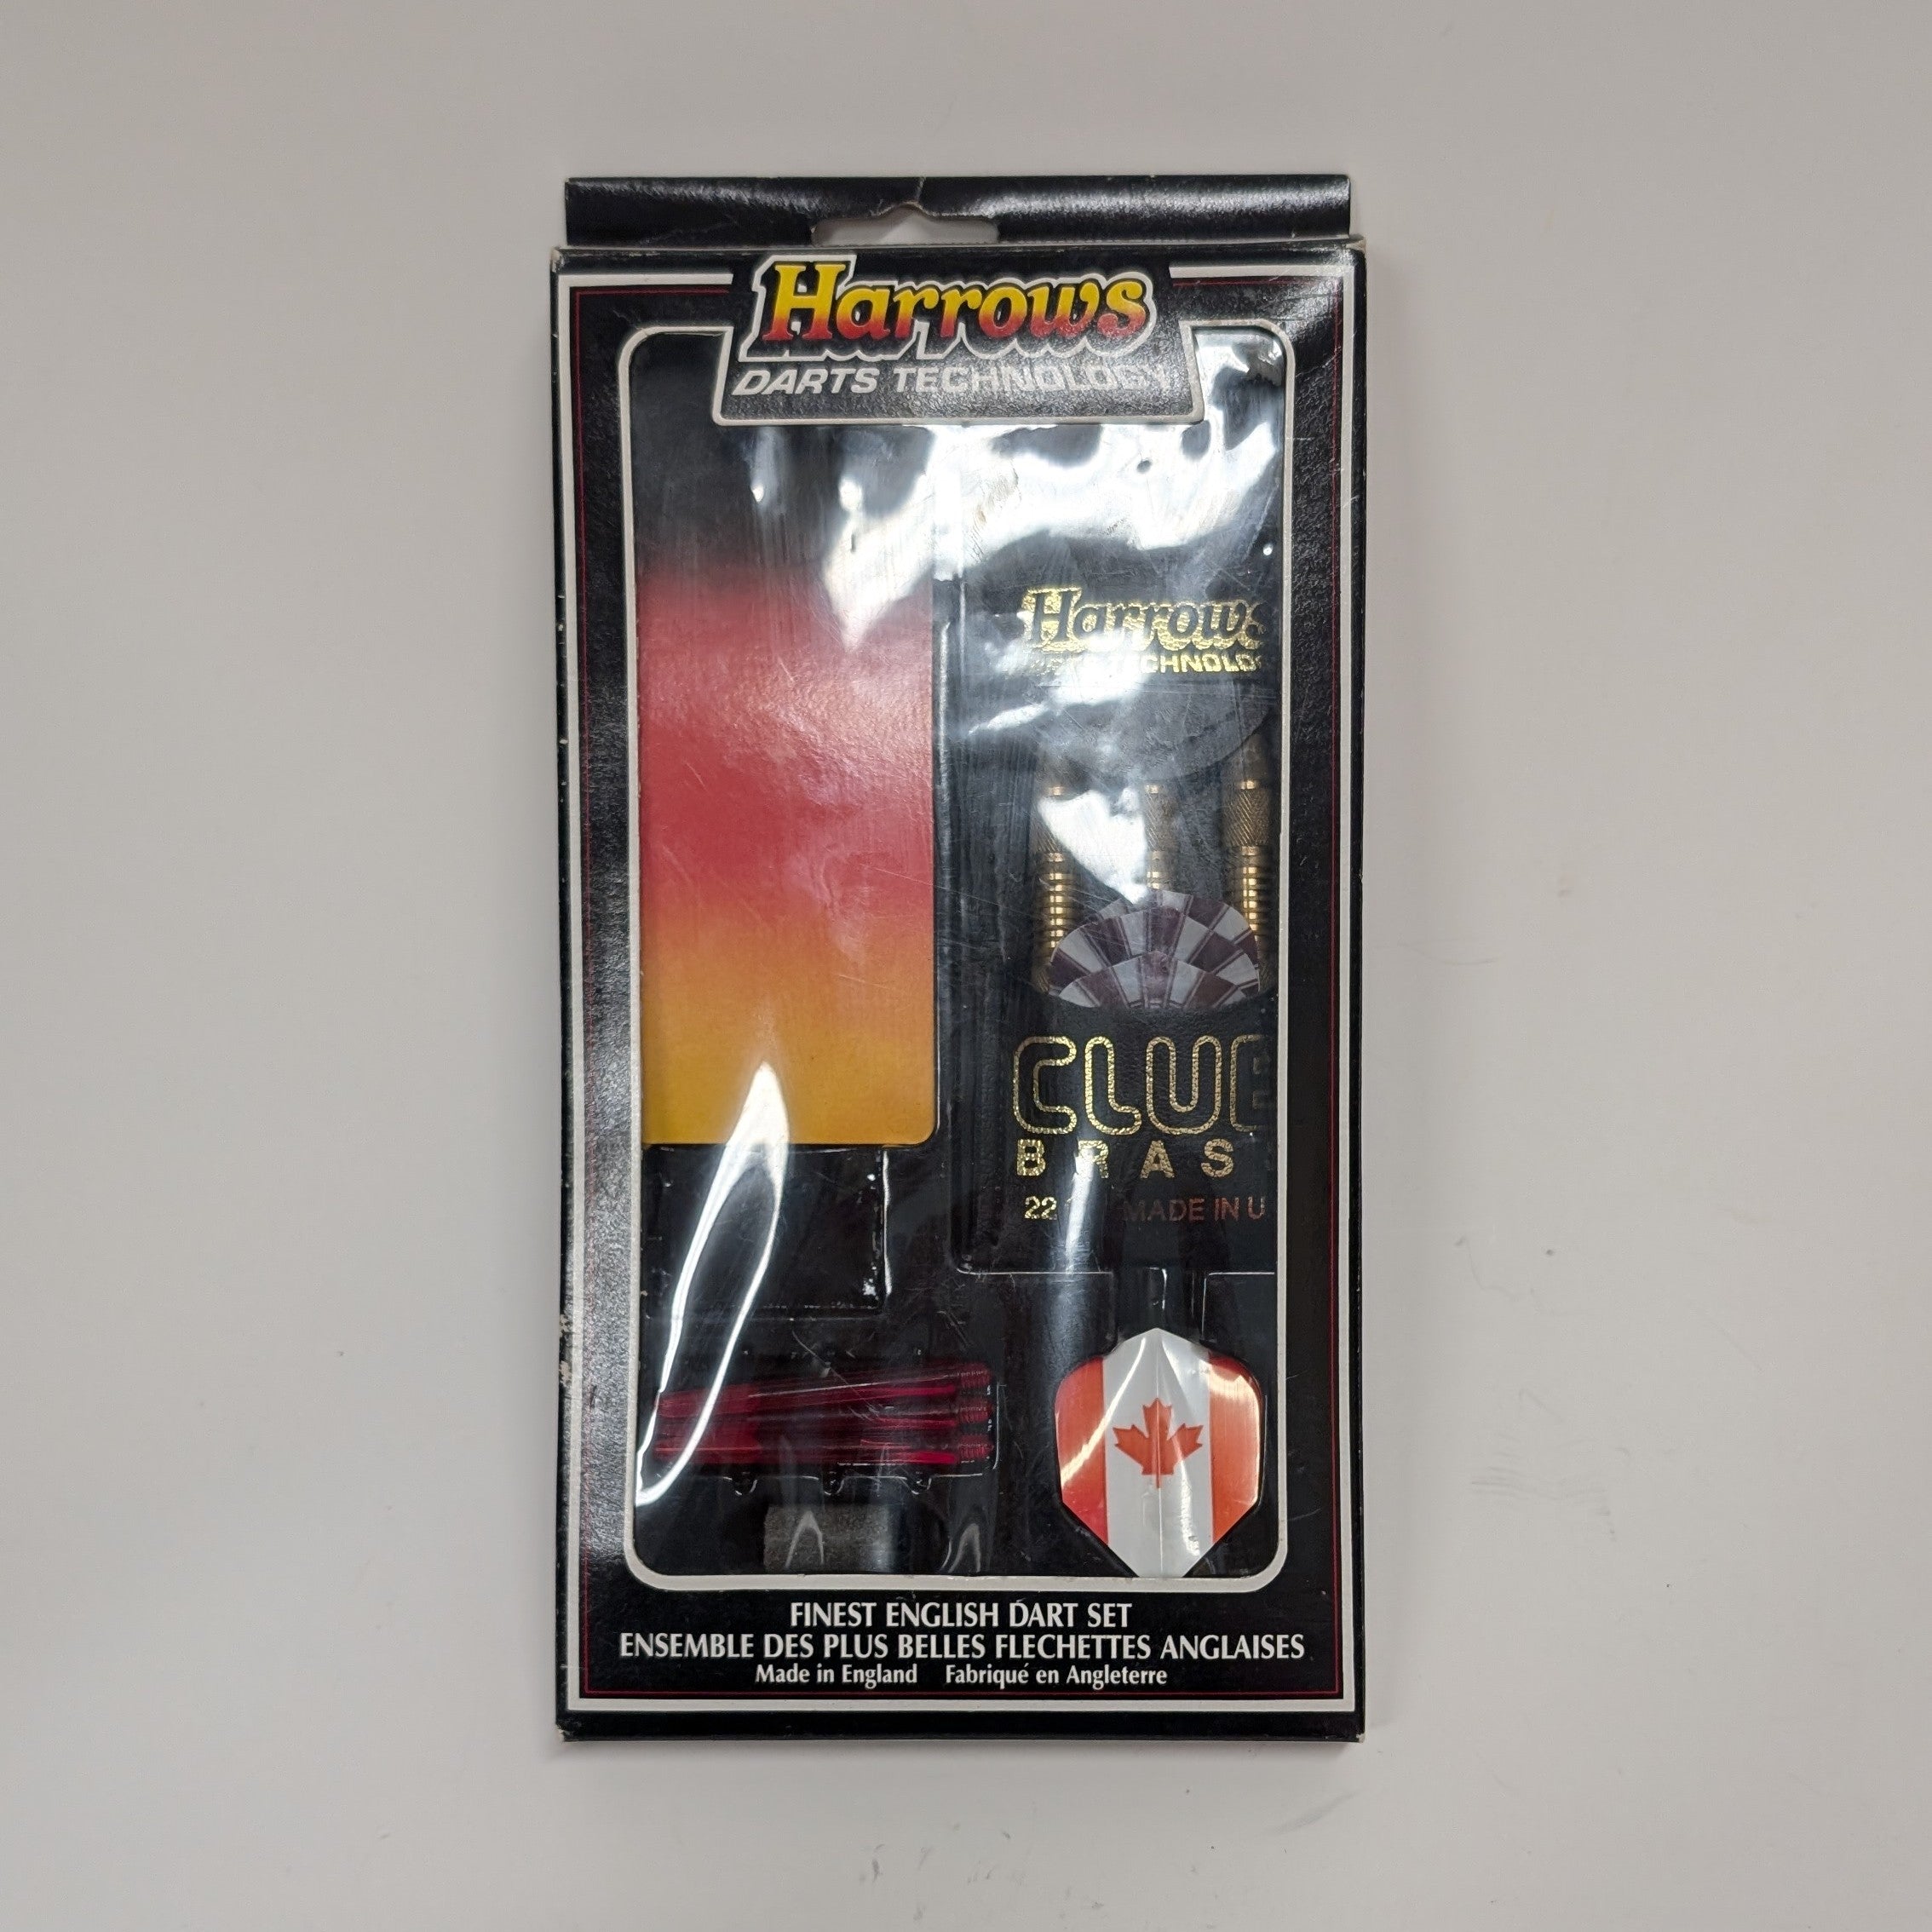 Harrows
DARTS TECHNOLOGY
Harrows
TECHNOLO
CLUB
BRAS
22
MADE IN U
FINEST ENGLISH DART SET
ENSEMBLE DES PLUS BELLES FLECHETTES ANGLAISES
Made in England Fabriqué en Angleterre